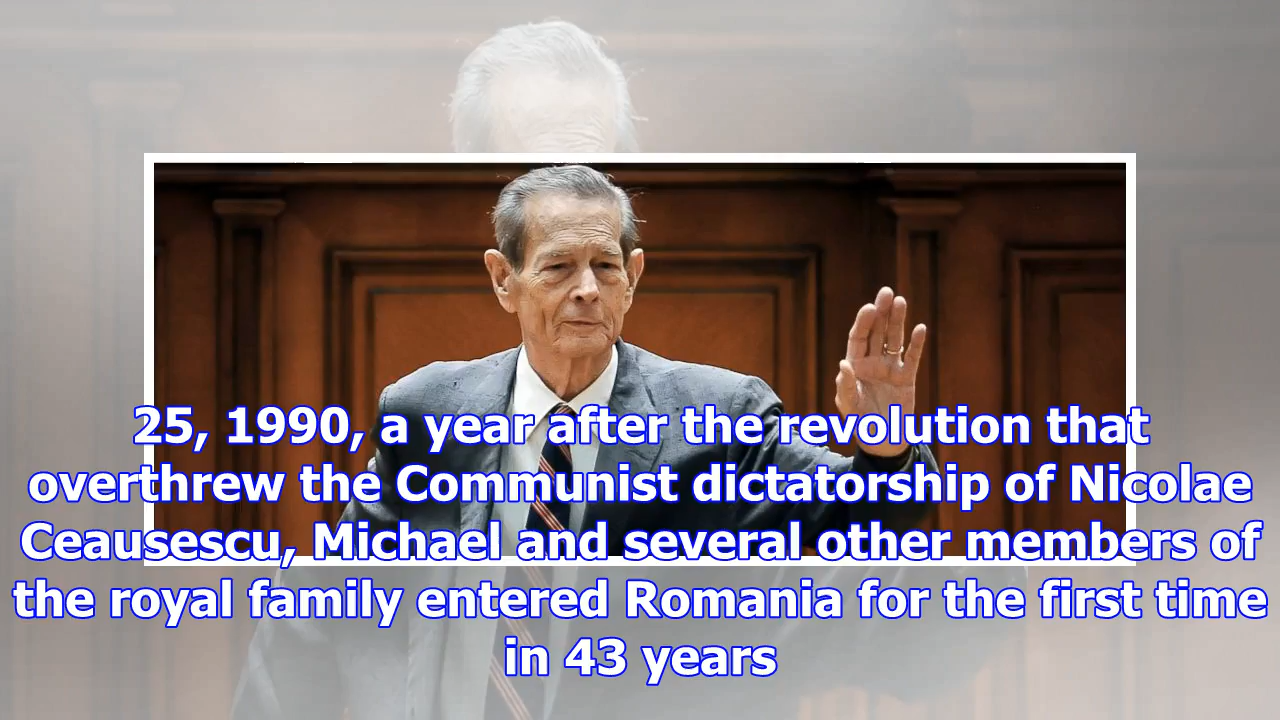 25, 1990, a year after the revolution that
overthrew the Communist dictatorship of Nicolae
Ceausescu, Michael and several other members of
the royal family entered Romania for the first time
in 43 years